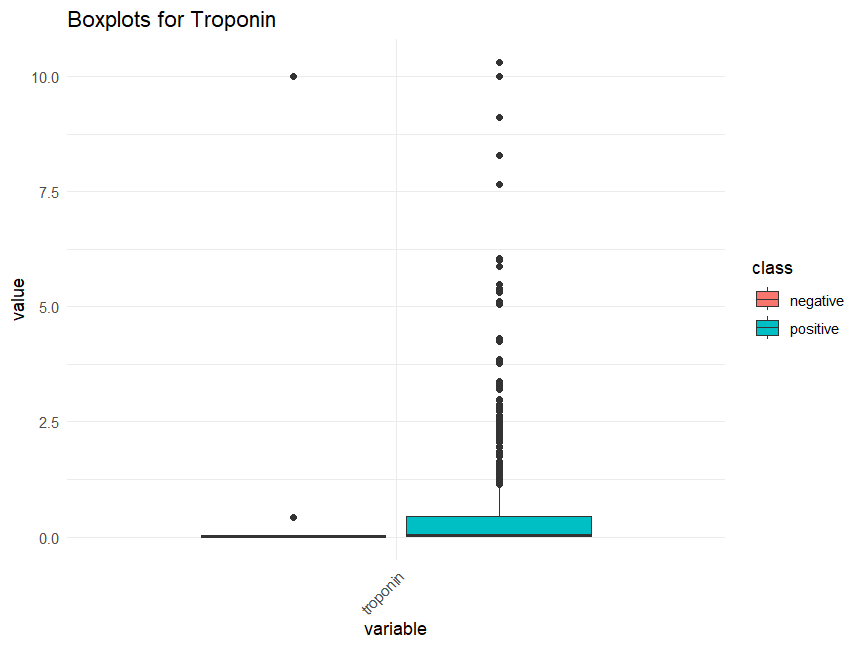 Boxplots for Troponin
10.0
7.5
5.0
2.5
0.0
value
troponin
variable
class
negative
positive